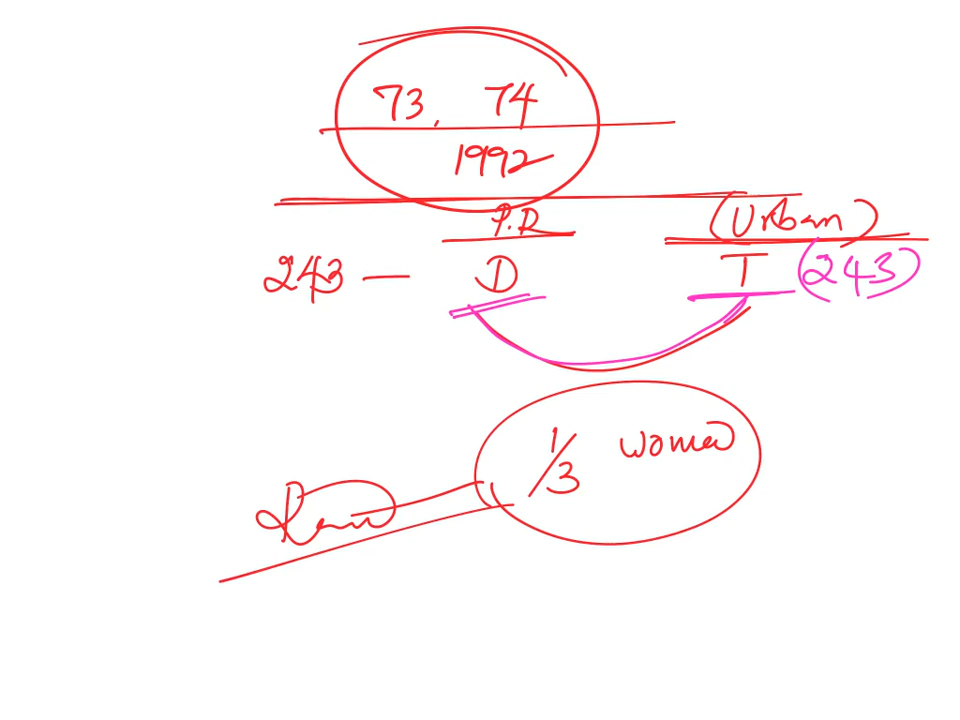 73, 74
1992
P.R (Urban)
243 — D T (243)
1/3 women